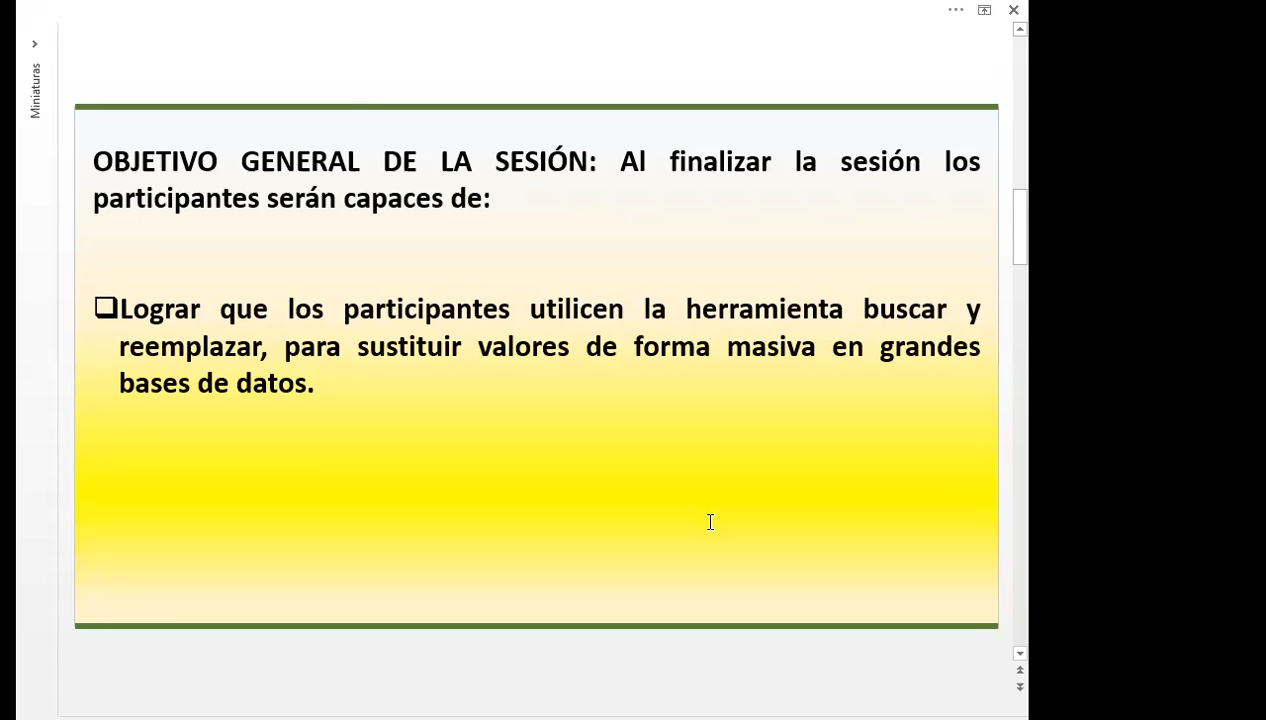 Miniaturas
OBJETIVO GENERAL DE LA SESIÓN: Al finalizar la sesión los
participantes serán capaces de:
Lograr que los participantes utilicen la herramienta buscar y
reemplazar, para sustituir valores de forma masiva en grandes
bases de datos.